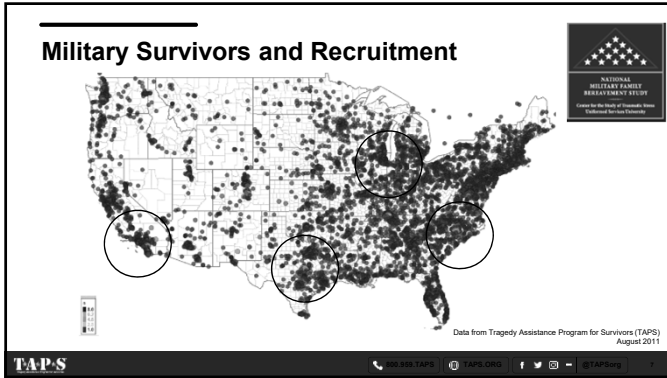 Military Survivors and Recruitment
NATIONAL
MILITARY FAMILY
BEREAVEMENT STUDY
Center for the Study of Traumatic Stress
Uniformed Services University
Data from Tragedy Assistance Program for Survivors (TAPS)
August 2011
T·A·P·S
800.959.TAPS
TAPS.ORG
@TAPSorg